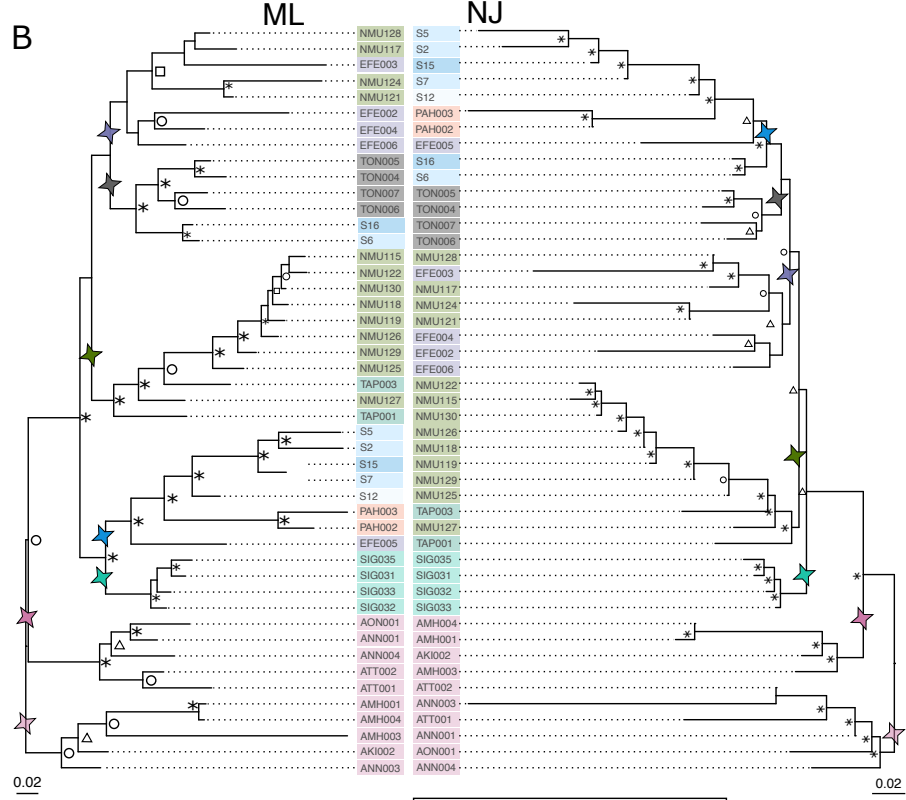 ML NJ
B
NMU128 S5
NMU117 S2
EFE003 S15
NMU124 S7
NMU121 S12
EFE002 PAH003
EFE004 PAH002
EFE006 EFE005
TON005 S16
TON004 S6
TON007 TON005
TON006 TON004
S16 TON007
S6 TON006
NMU115 NMU128
NMU122 EFE003
NMU130 NMU117
NMU118 NMU124
NMU119 NMU121
NMU126 EFE004
NMU129 EFE002
NMU125 EFE006
TAP003 NMU122
NMU127 NMU115
TAP001 NMU130
S5 NMU126
S2 NMU118
S15 NMU119
S7 NMU129
S12 NMU125
PAH003 TAP003
PAH002 NMU127
EFE005 TAP001
SIG035 SIG035
SIG031 SIG031
SIG033 SIG032
SIG032 SIG033
AON001 AMH004
ANN001 AMH001
ANN004 AKI002
ATT002 AMH003
ATT001 ATT002
AMH001 ANN003
AMH004 ATT001
AMH003 ANN001
AKI002 AON001
ANN003 ANN004
0.02 0.02